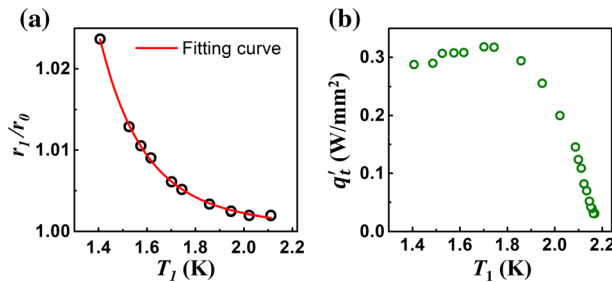 (a)
Fitting curve
1.02
1.01
1.00
r1/r0
1.4 1.6 1.8 2.0 2.2
T1 (K)
(b)
0.3
0.2
0.1
0.0
q't (W/mm²)
1.4 1.6 1.8 2.0 2.2
T1 (K)